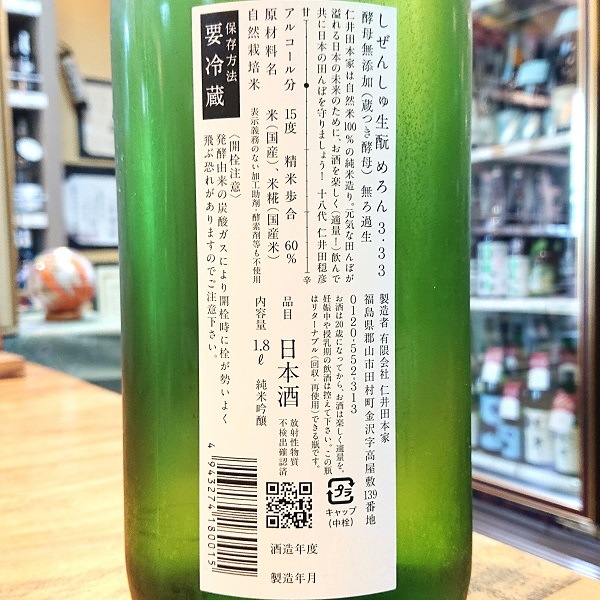 しぜんしゅ生酛 めろん3.33
酵母無添加(蔵つき酵母) 無ろ過生
仁井田本家は自然米100%の純米造り。元気な田んぼが
溢れる日本の未来のために、お酒を楽しく(適量!)飲んで
共に日本の田んぼを守りましょう! 十八代 仁井田穏彦
甘 辛
アルコール分 15度 精米歩合 60%
原材料名 米(国産)、米糀(国産米)
自然栽培米 表示義務のない加工助剤・酵素剤等も不使用
保存方法
要冷蔵
〈開栓注意〉
発酵由来の炭酸ガスにより開栓時に栓が勢いよく
飛ぶ恐れがありますのでご注意下さい。
製造者 有限会社 仁井田本家
福島県郡山市田村町金沢字高屋敷139番地
0120-552-313
お酒は20歳になってから。お酒は楽しく適量を。
妊娠中や授乳期の飲酒は控えて下さい。この瓶
はリターナブル(回収・再使用)できる瓶です。
品目 日本酒 放射性物質
不検出確認済
内容量 1.8ℓ 純米吟醸
プラ
キャップ
(中栓)
酒造年度
製造年月
4943274180015